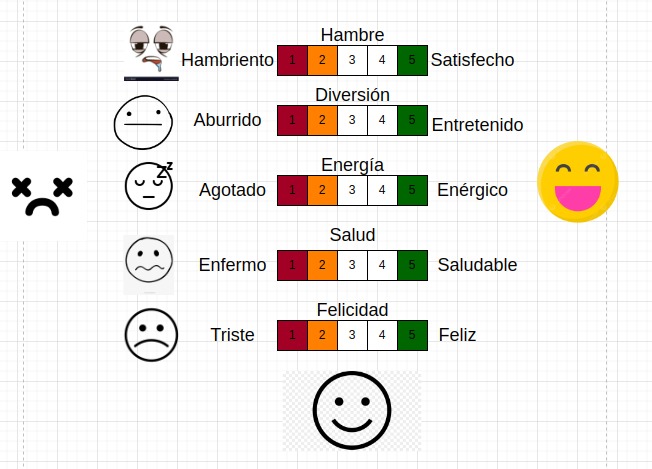 Hambre
Hambriento 1 2 3 4 5 Satisfecho
Diversión
Aburrido 1 2 3 4 5 Entretenido
Energía
Agotado 1 2 3 4 5 Enérgico
Salud
Enfermo 1 2 3 4 5 Saludable
Felicidad
Triste 1 2 3 4 5 Feliz
zz